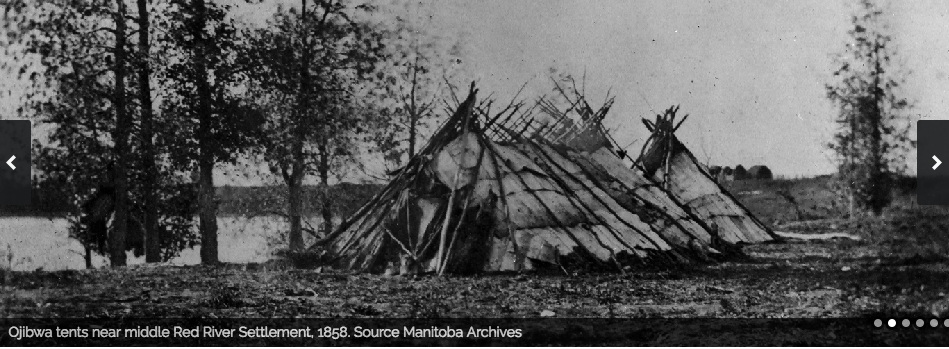 Ojibwa tents near middle Red River Settlement, 1858. Source Manitoba Archives